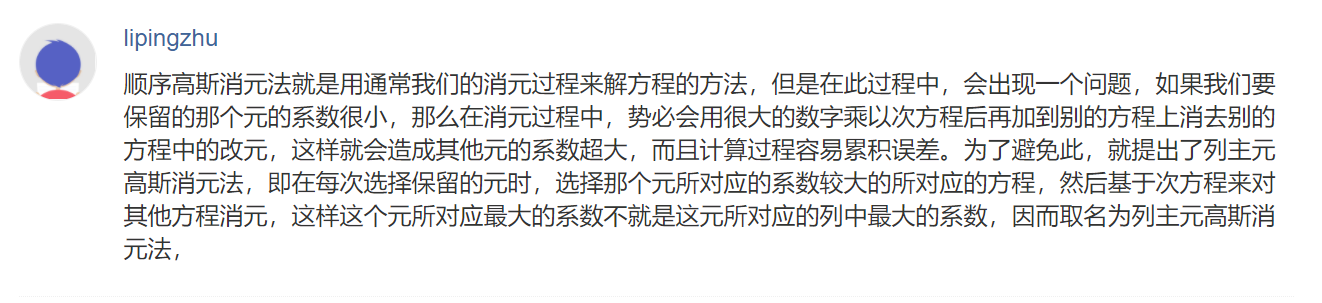 lipingzhu
顺序高斯消元法就是用通常我们的消元过程来解方程的方法，但是在此过程中，会出现一个问题，如果我们要
保留的那个元的系数很小，那么在消元过程中，势必会用很大的数字乘以次方程后再加到别的方程上消去别的
方程中的改元，这样就会造成其他元的系数超大，而且计算过程容易累积误差。为了避免此，就提出了列主元
高斯消元法，即在每次选择保留的元时，选择那个元所对应的系数较大的所对应的方程，然后基于次方程来对
其他方程消元，这样这个元所对应最大的系数不就是这元所对应的列中最大的系数，因而取名为列主元高斯消
元法，